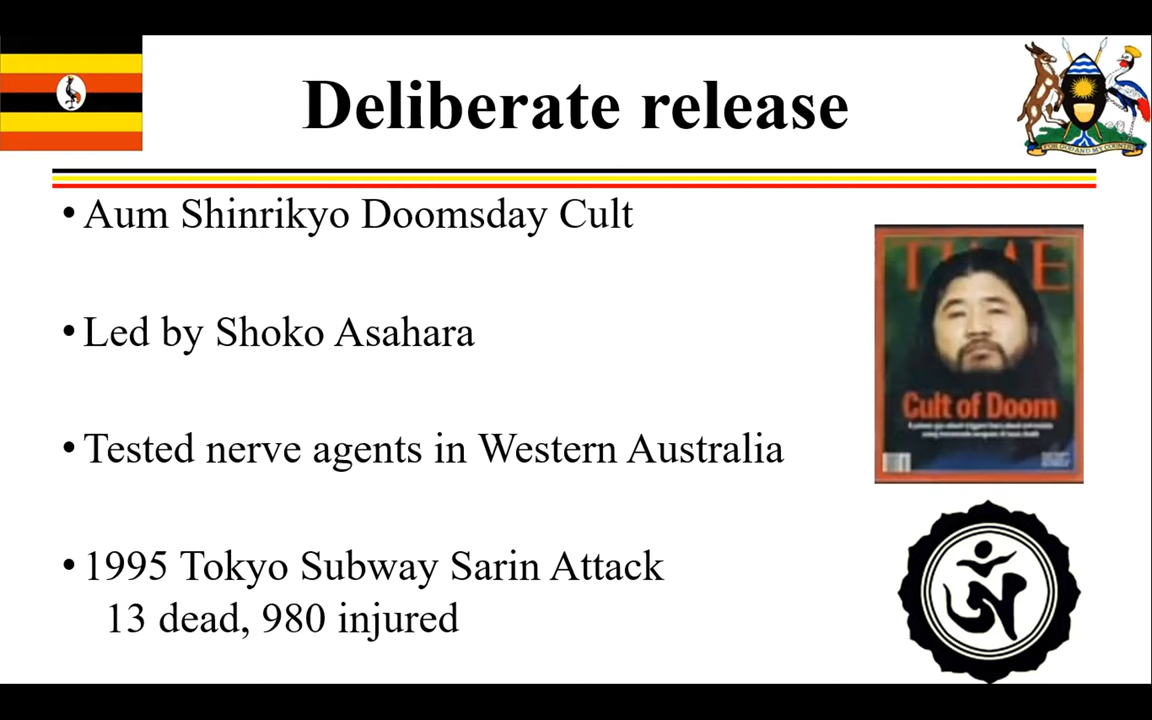 Deliberate release
• Aum Shinrikyo Doomsday Cult
• Led by Shoko Asahara
• Tested nerve agents in Western Australia
• 1995 Tokyo Subway Sarin Attack
13 dead, 980 injured
TIME
Cult of Doom
FOR GOD AND MY COUNTRY